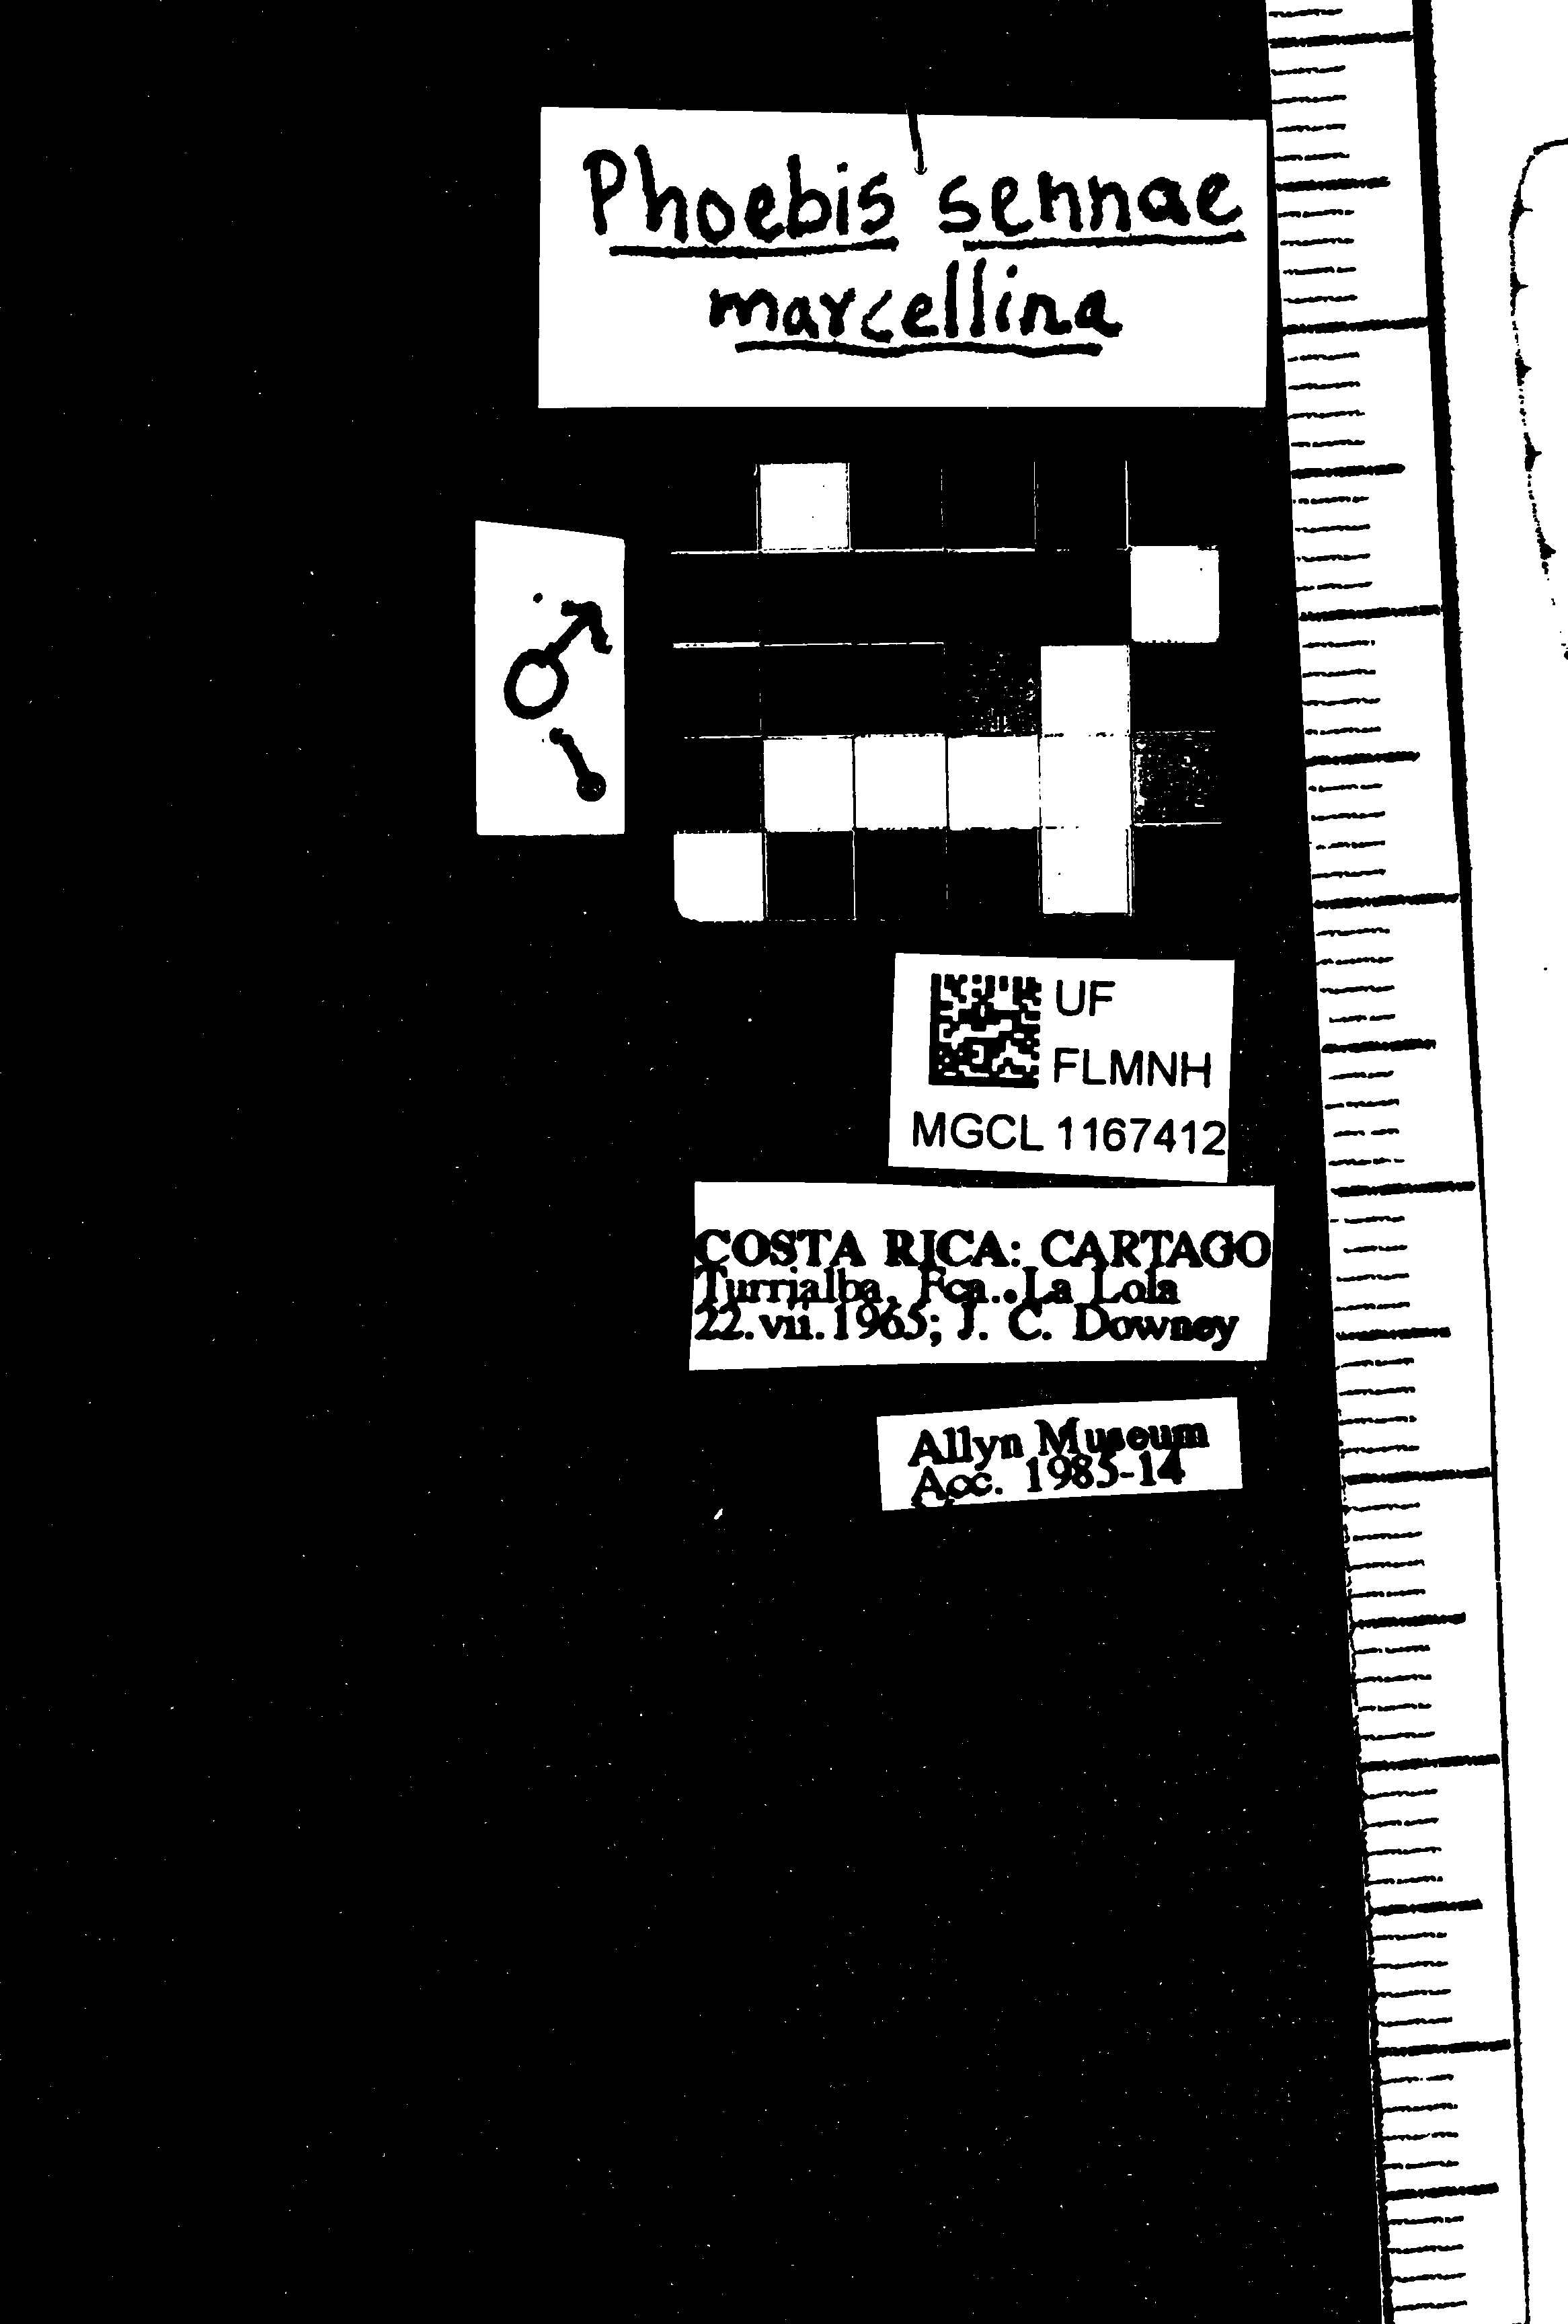 Phoebis sennae
marcellina
♂
UF
FLMNH
MGCL 1167412
COSTA RICA: CARTAGO
Turrialba, Fca. La Lola
22.vii.1965; J. C. Downey
Allyn Museum
Acc. 1985-14